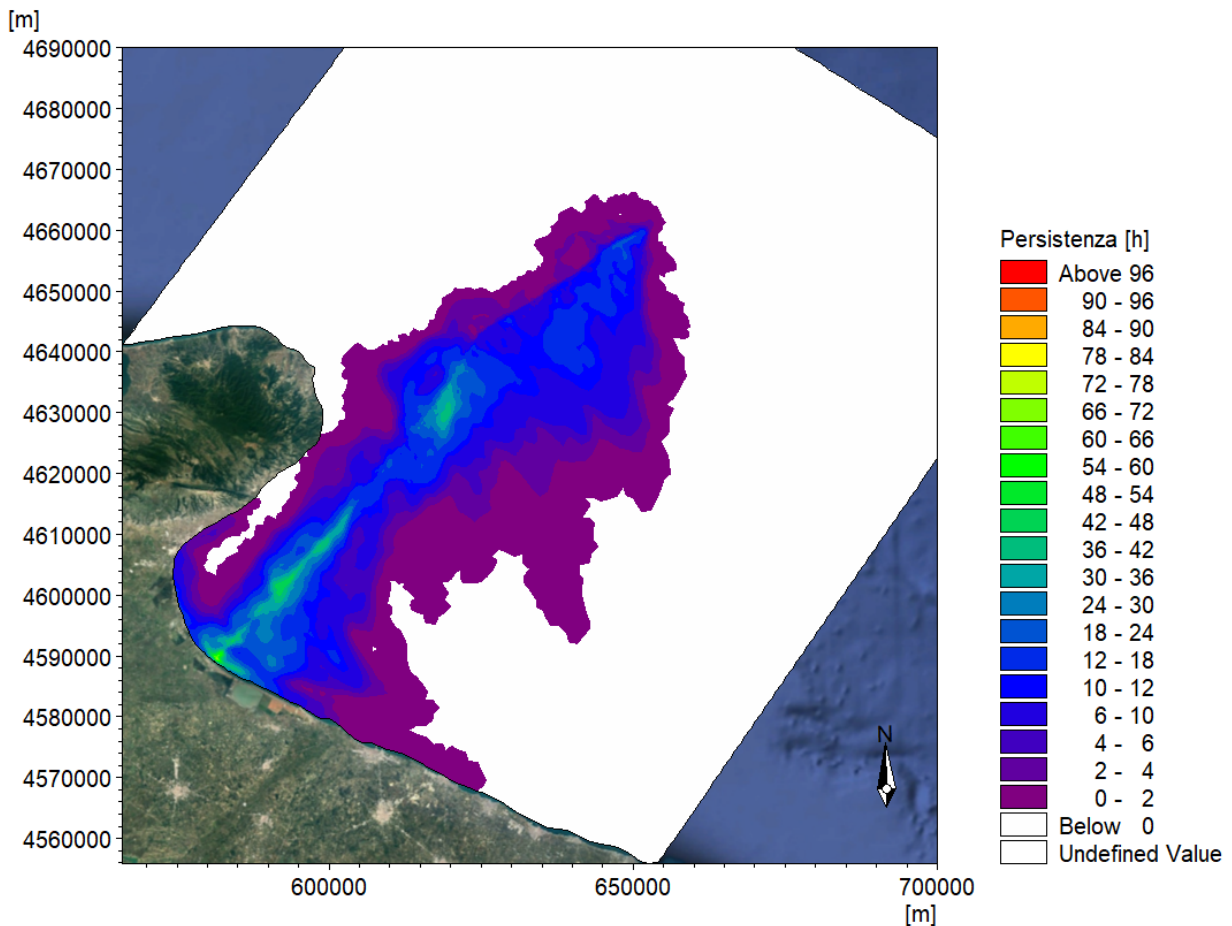 [m]
4690000
4680000
4670000
4660000
4650000
4640000
4630000
4620000
4610000
4600000
4590000
4580000
4570000
4560000
600000 650000 700000
[m]
N
Persistenza [h]
Above 96
90 - 96
84 - 90
78 - 84
72 - 78
66 - 72
60 - 66
54 - 60
48 - 54
42 - 48
36 - 42
30 - 36
24 - 30
18 - 24
12 - 18
10 - 12
6 - 10
4 - 6
2 - 4
0 - 2
Below 0
Undefined Value